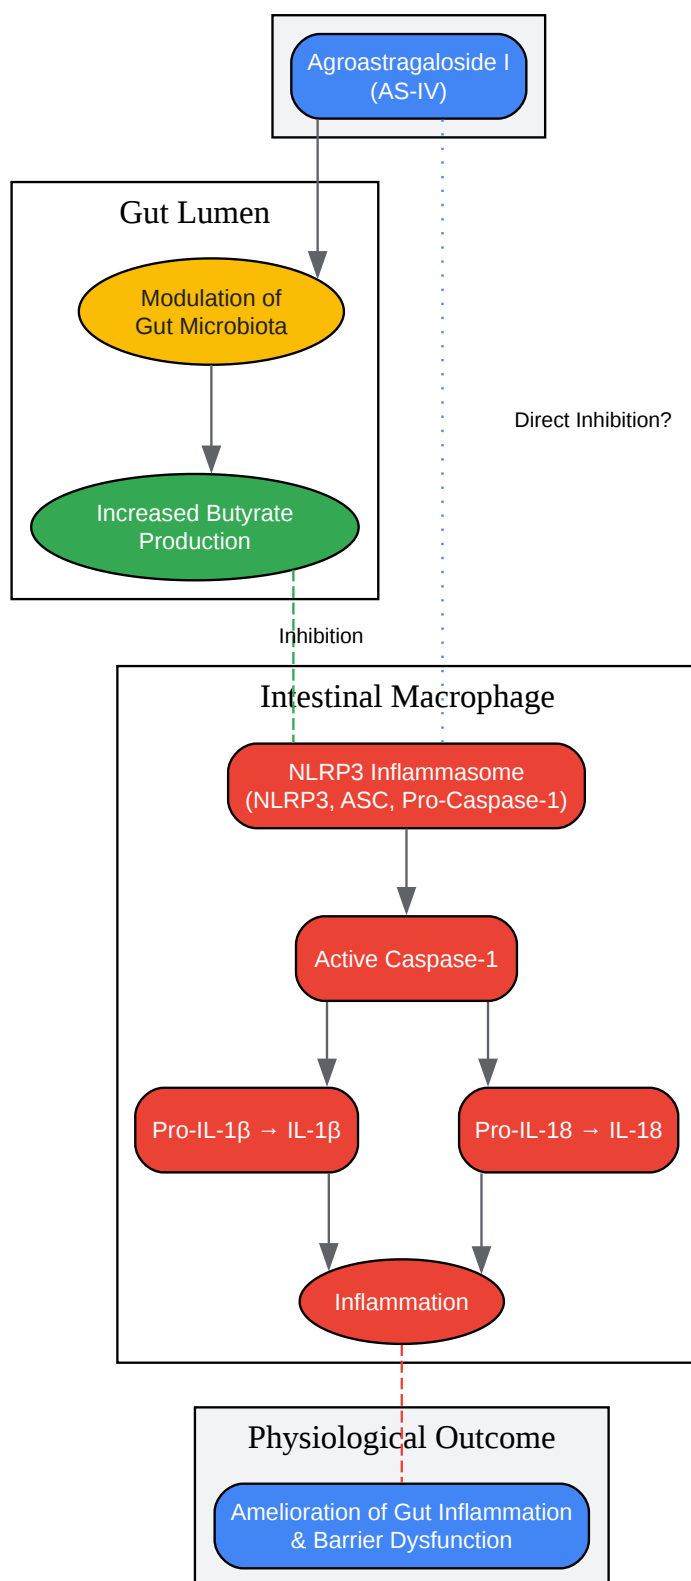 Agroastragaloside I
(AS-IV)
Gut Lumen
Modulation of
Gut Microbiota
Direct Inhibition?
Increased Butyrate
Production
Inhibition
Intestinal Macrophage
NLRP3 Inflammasome
(NLRP3, ASC, Pro-Caspase-1)
Active Caspase-1
Pro-IL-1β → IL-1β
Pro-IL-18 → IL-18
Inflammation
Physiological Outcome
Amelioration of Gut Inflammation
& Barrier Dysfunction